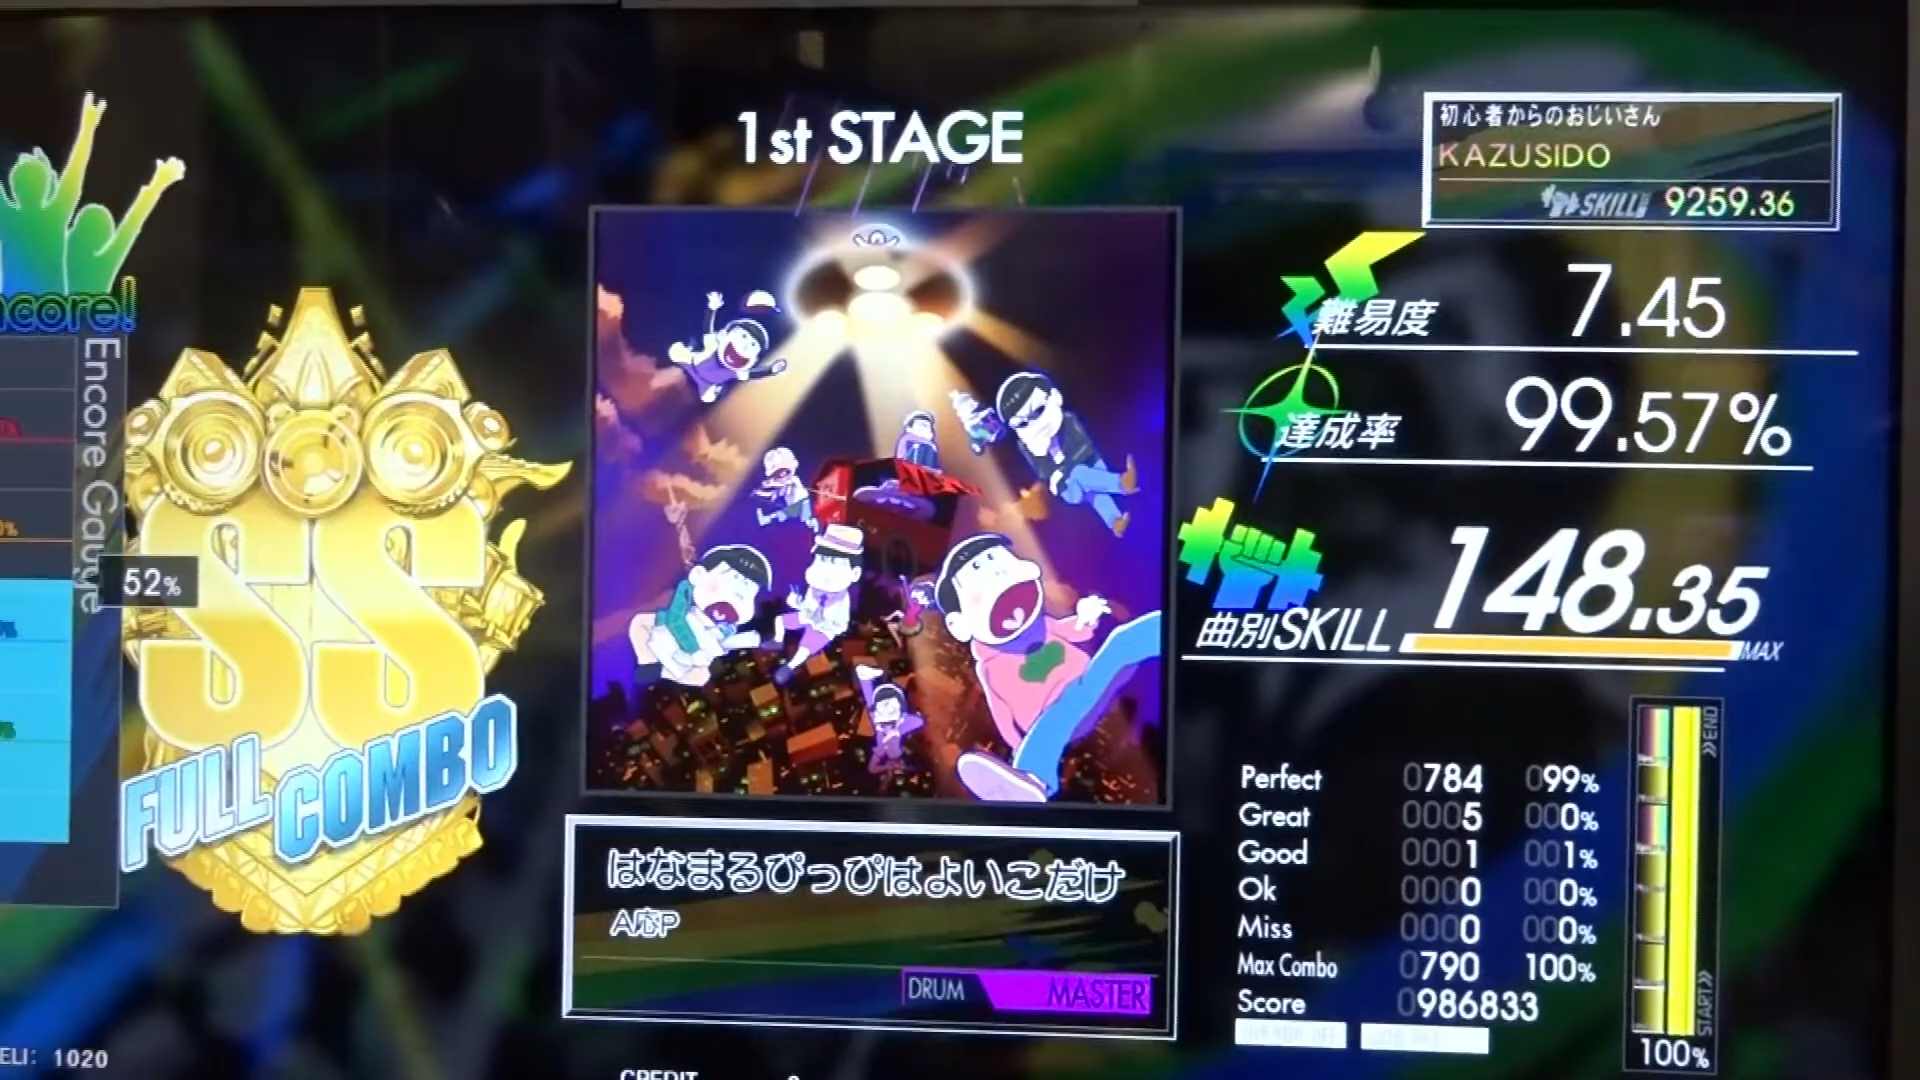 1st STAGE
初心者からのおじいさん
KAZUSIDO
SKILL 9259.36
難易度 7.45
達成率 99.57%
曲別SKILL 148.35
MAX
ncore!
Encore Gauge
52%
SS
FULL COMBO
はなまるぴっぴはよいこだけ
A応P
DRUM MASTER
Perfect 0784 099%
Great 0005 000%
Good 0001 001%
Ok 0000 000%
Miss 0000 000%
Max Combo 0790 100%
Score 0986833
END
START
100%
ELI: 1020
CREDIT